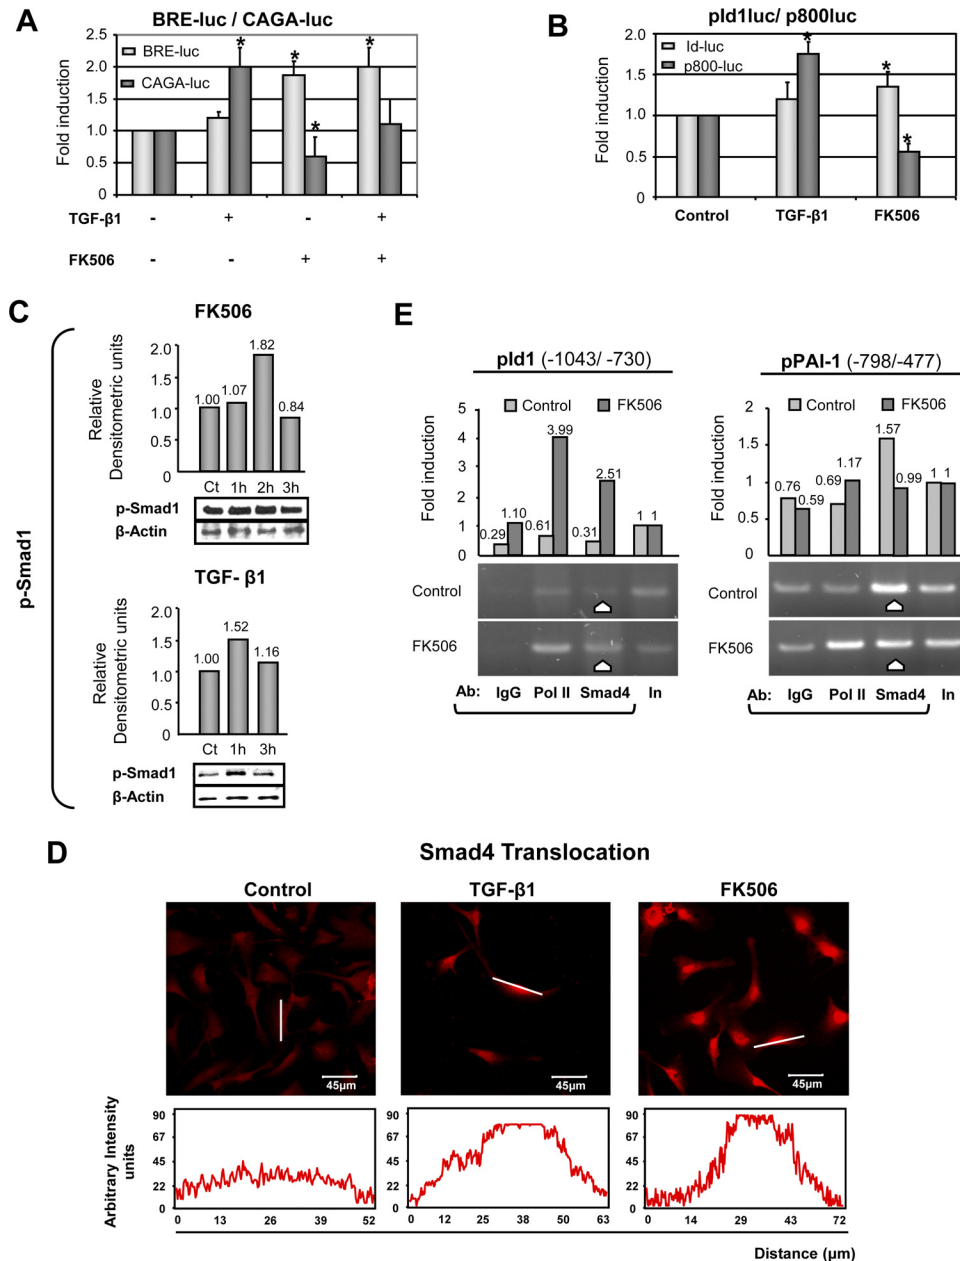 A
BRE-luc / CAGA-luc
Fold induction
2.5
2.0
1.5
1.0
0.5
0
BRE-luc
CAGA-luc
* * * *
TGF-β1 - + - +
FK506 - - + +
B
pId1luc/ p800luc
Fold induction
2.0
1.5
1.0
0.5
0
Id-luc
p800-luc
* * *
Control TGF-β1 FK506
C
p-Smad1
FK506
Relative Densitometric units
2.0
1.5
1.0
0.5
0
1.00 1.07 1.82 0.84
Ct 1h 2h 3h
p-Smad1
β-Actin
TGF- β1
Relative Densitometric units
2.0
1.5
1.0
0.5
0
1.00 1.52 1.16
Ct 1h 3h
p-Smad1
β-Actin
E
pId1 (-1043/ -730)
Control FK506
Fold induction
5
4
2
1
0
0.29 1.10 0.61 3.99 0.31 2.51 1 1
Control
FK506
Ab: IgG Pol II Smad4 In
pPAI-1 (-798/-477)
Control FK506
Fold induction
2
1.5
1
0.5
0
0.76 0.59 0.69 1.17 1.57 0.99 1 1
Control
FK506
Ab: IgG Pol II Smad4 In
D
Smad4 Translocation
Control TGF-β1 FK506
45µm 45µm 45µm
Arbitrary Intensity units
90
67
45
22
0
0 13 26 39 52
90
67
45
22
0
0 12 25 38 50 63
90
67
45
22
0
0 14 29 43 72
Distance (µm)